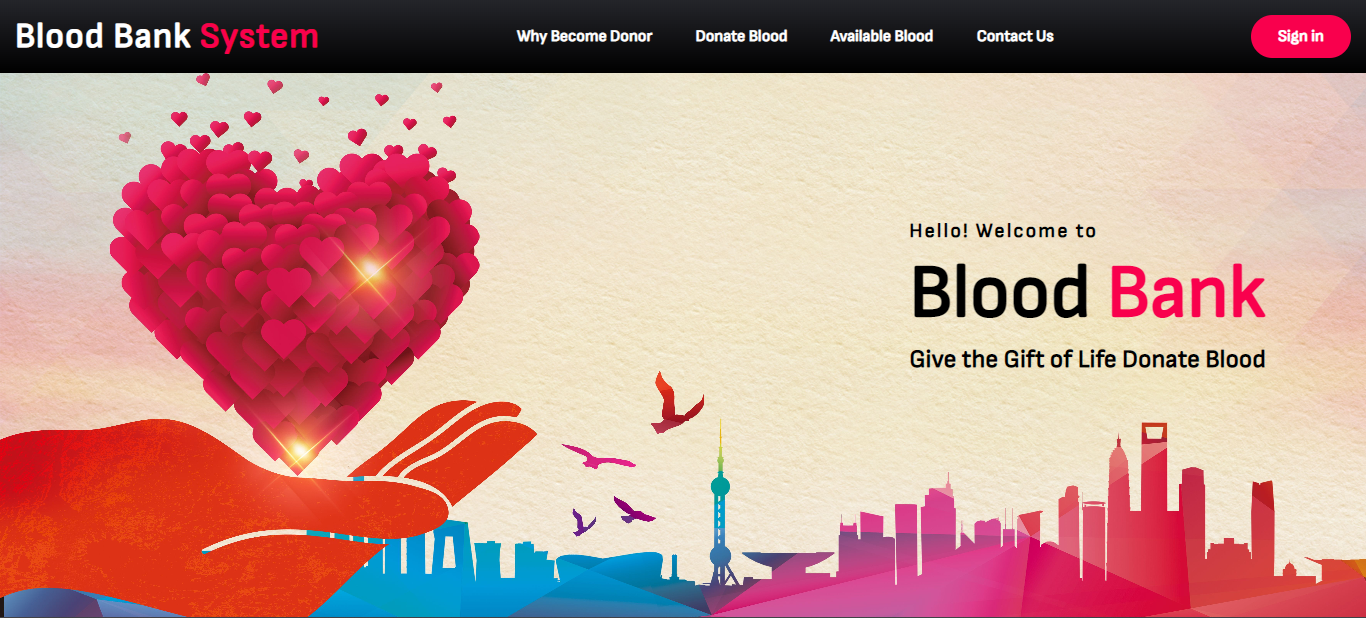 Blood Bank System
Why Become Donor
Donate Blood
Available Blood
Contact Us
Sign in
Hello! Welcome to
Blood Bank
Give the Gift of Life Donate Blood